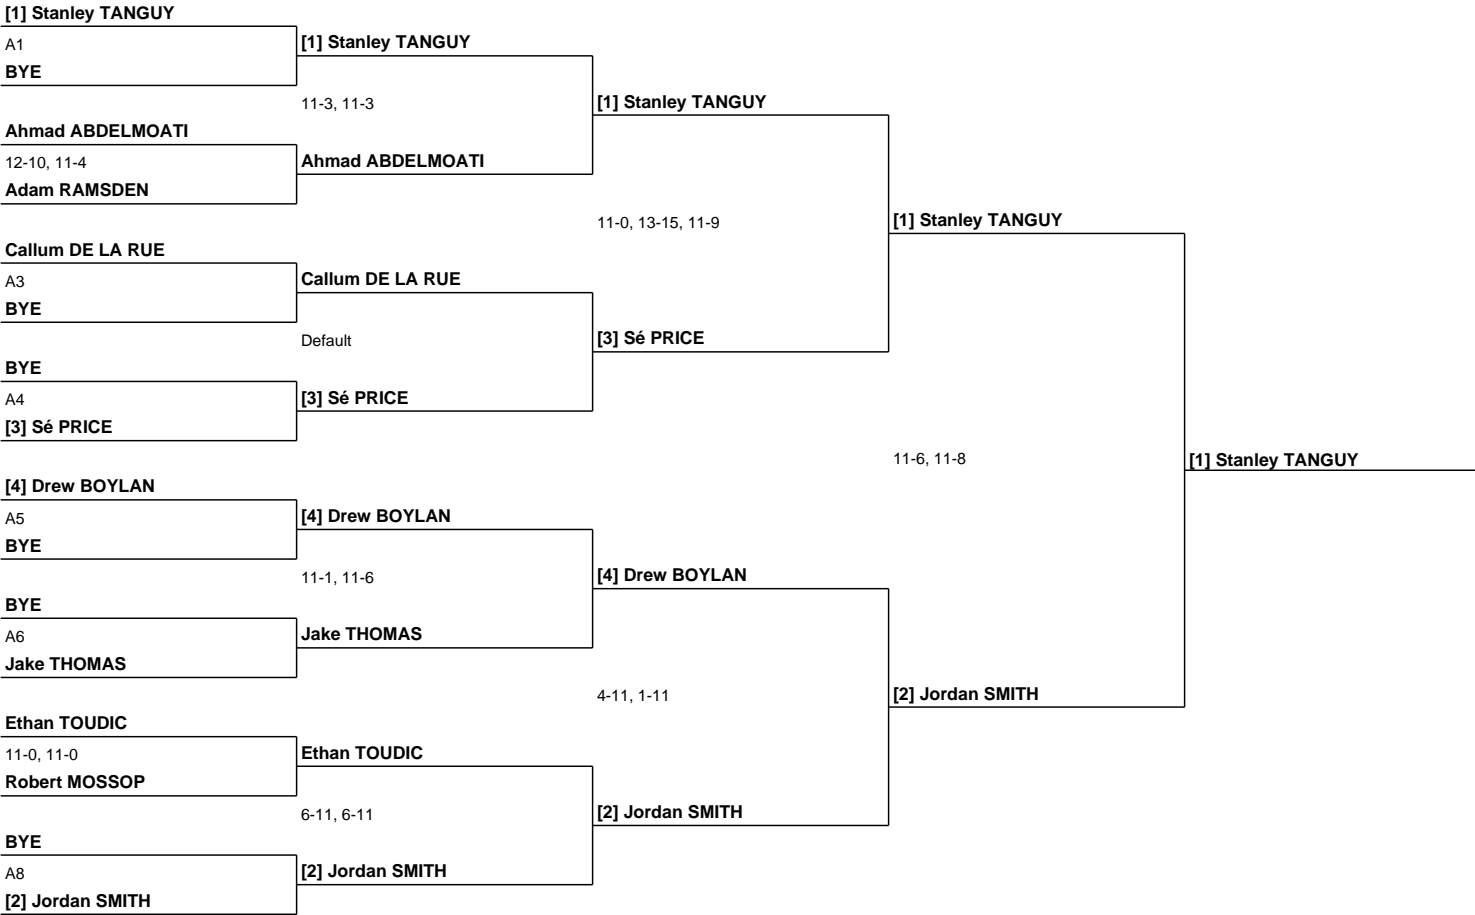 [1] Stanley TANGUY
A1
BYE
Ahmad ABDELMOATI
12-10, 11-4
Adam RAMSDEN
Callum DE LA RUE
A3
BYE
BYE
A4
[3] Sé PRICE
[4] Drew BOYLAN
A5
BYE
BYE
A6
Jake THOMAS
Ethan TOUDIC
11-0, 11-0
Robert MOSSOP
BYE
A8
[2] Jordan SMITH
[1] Stanley TANGUY
11-3, 11-3
Ahmad ABDELMOATI
Callum DE LA RUE
Default
[3] Sé PRICE
[4] Drew BOYLAN
11-1, 11-6
Jake THOMAS
Ethan TOUDIC
6-11, 6-11
[2] Jordan SMITH
[1] Stanley TANGUY
11-0, 13-15, 11-9
[3] Sé PRICE
[4] Drew BOYLAN
4-11, 1-11
[2] Jordan SMITH
[1] Stanley TANGUY
11-6, 11-8
[2] Jordan SMITH
[1] Stanley TANGUY